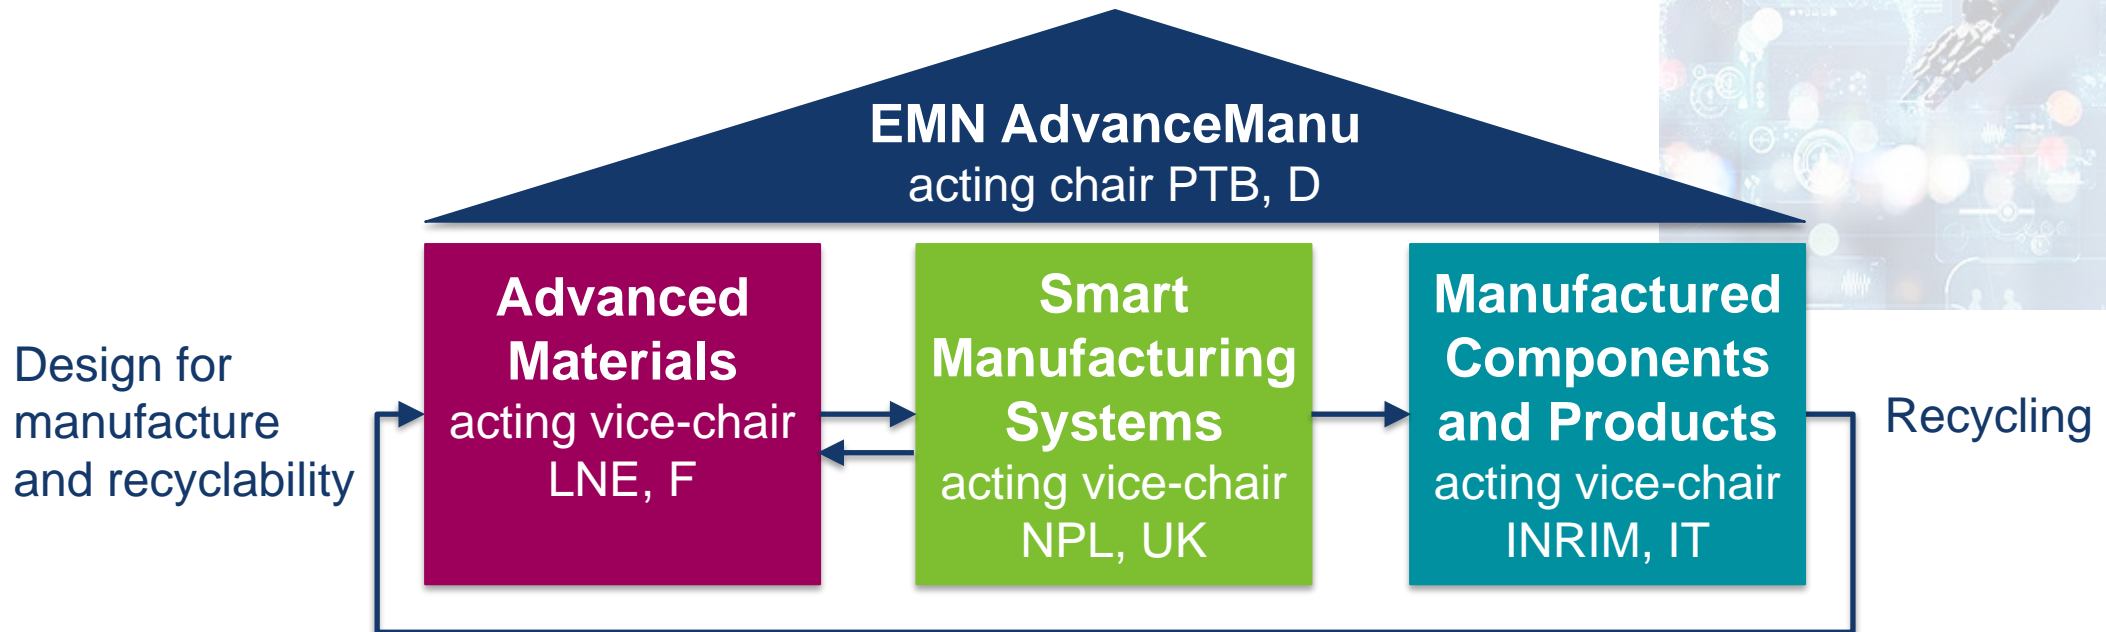 EMN AdvanceManu
acting chair PTB, D
Design for
manufacture
and recyclability
Advanced
Materials
acting vice-chair
LNE, F
Smart
Manufacturing
Systems
acting vice-chair
NPL, UK
Manufactured
Components
and Products
acting vice-chair
INRIM, IT
Recycling